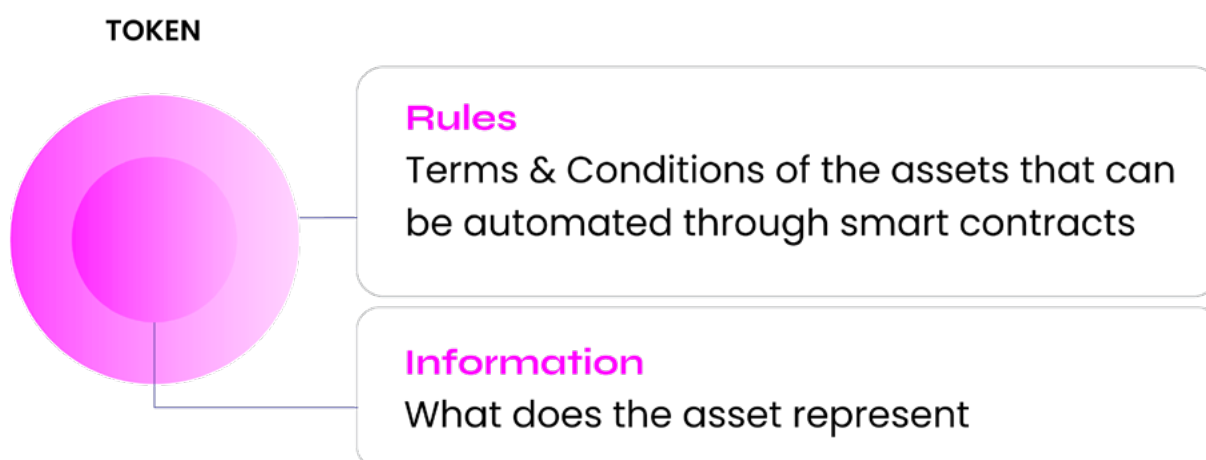 TOKEN
Rules
Terms & Conditions of the assets that can
be automated through smart contracts
Information
What does the asset represent